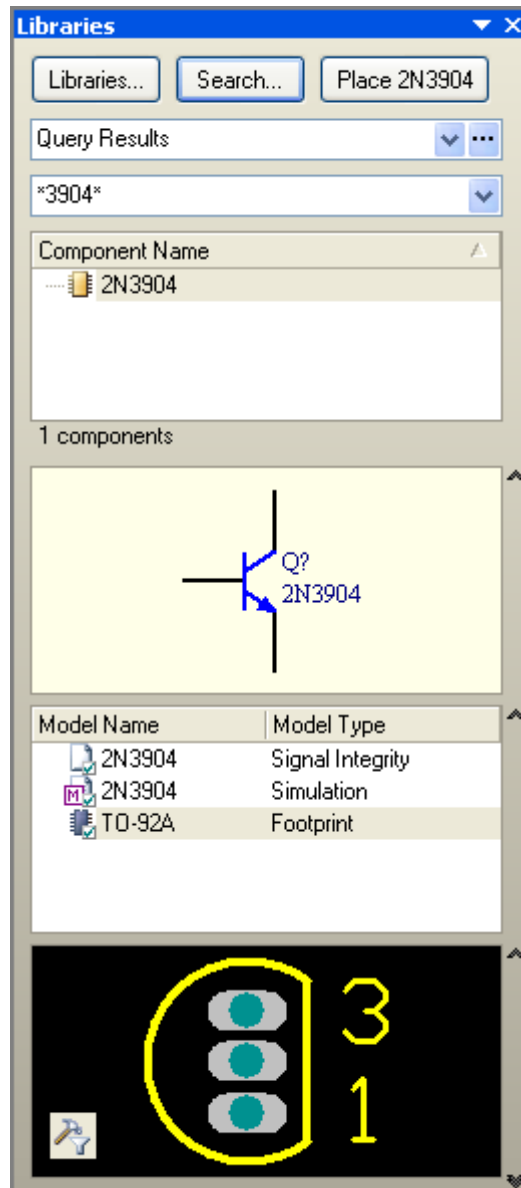 Libraries
Libraries... Search... Place 2N3904
Query Results
*3904*
Component Name
2N3904
1 components
Q?
2N3904
Model Name Model Type
2N3904 Signal Integrity
M 2N3904 Simulation
TO-92A Footprint
3
1